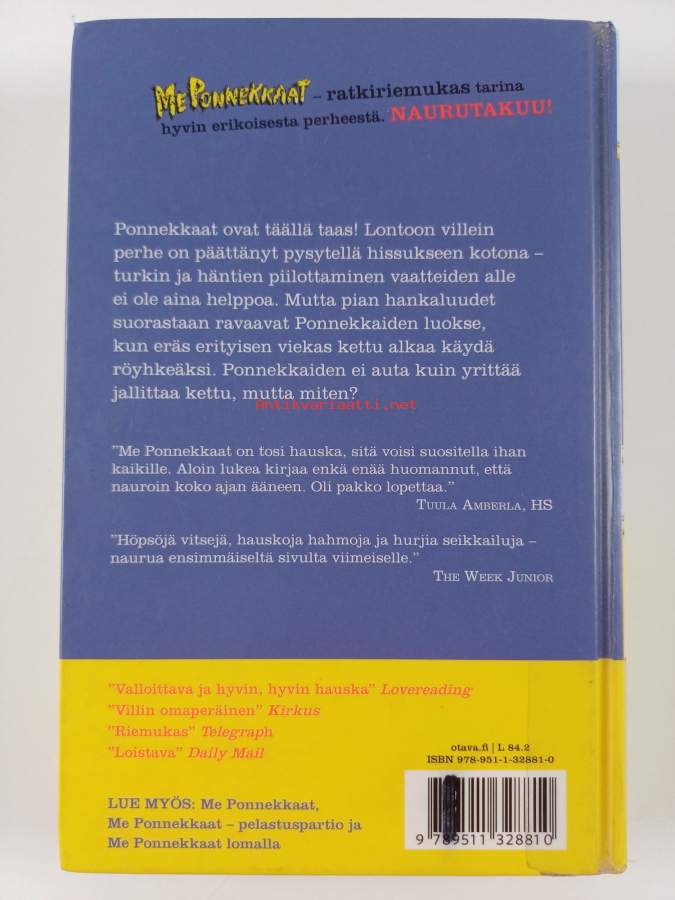 ME PONNEKKAAT – ratkiriemukas tarina
hyvin erikoisesta perheestä. NAURUTAKUU!
Ponnekkaat ovat täällä taas! Lontoon villein
perhe on päättänyt pysytellä hissukseen kotona –
turkin ja häntien piilottaminen vaatteiden alle
ei ole aina helppoa. Mutta pian hankaluudet
suorastaan ravaavat Ponnekkaiden luokse,
kun eräs erityisen viekas kettu alkaa käydä
röyhkeäksi. Ponnekkaiden ei auta kuin yrittää
jallittaa kettu, mutta miten?
Antikvariaatti.net
”Me Ponnekkaat on tosi hauska, sitä voisi suositella ihan
kaikille. Aloin lukea kirjaa enkä enää huomannut, että
nauroin koko ajan ääneen. Oli pakko lopettaa.”
TUULA AMBERLA, HS
”Höpsöjä vitsejä, hauskoja hahmoja ja hurjia seikkailuja –
naurua ensimmäiseltä sivulta viimeiselle.”
THE WEEK JUNIOR
”Valloittava ja hyvin, hyvin hauska” Lovereading
”Villin omaperäinen” Kirkus
”Riemukas” Telegraph
”Loistava” Daily Mail
LUE MYÖS: Me Ponnekkaat,
Me Ponnekkaat – pelastuspartio ja
Me Ponnekkaat lomalla
otava.fi | L 84.2
ISBN 978-951-1-32881-0
9 789511 328810